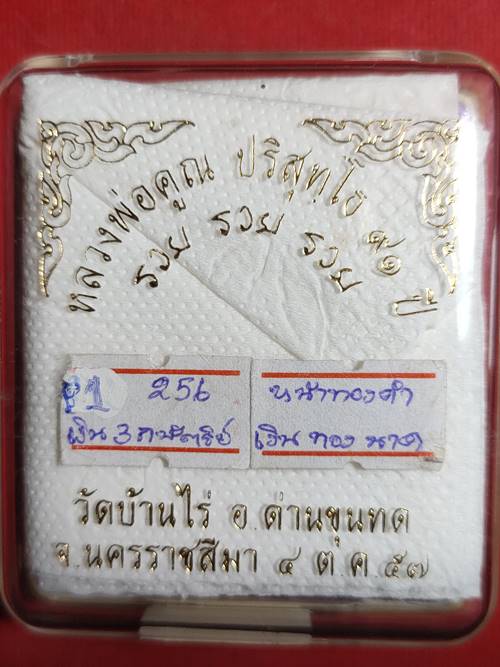 หลวงพ่อคูณ ปริสุทฺโธ ๙๑ ปี
รวย รวย รวย
1 256
เงิน 3 กษัตริย์
หน้าทองคำ
เงิน ทอง นาค
วัดบ้านไร่ อ.ด่านขุนทด
จ.นครราชสีมา ๔ ต.ค.๕๗